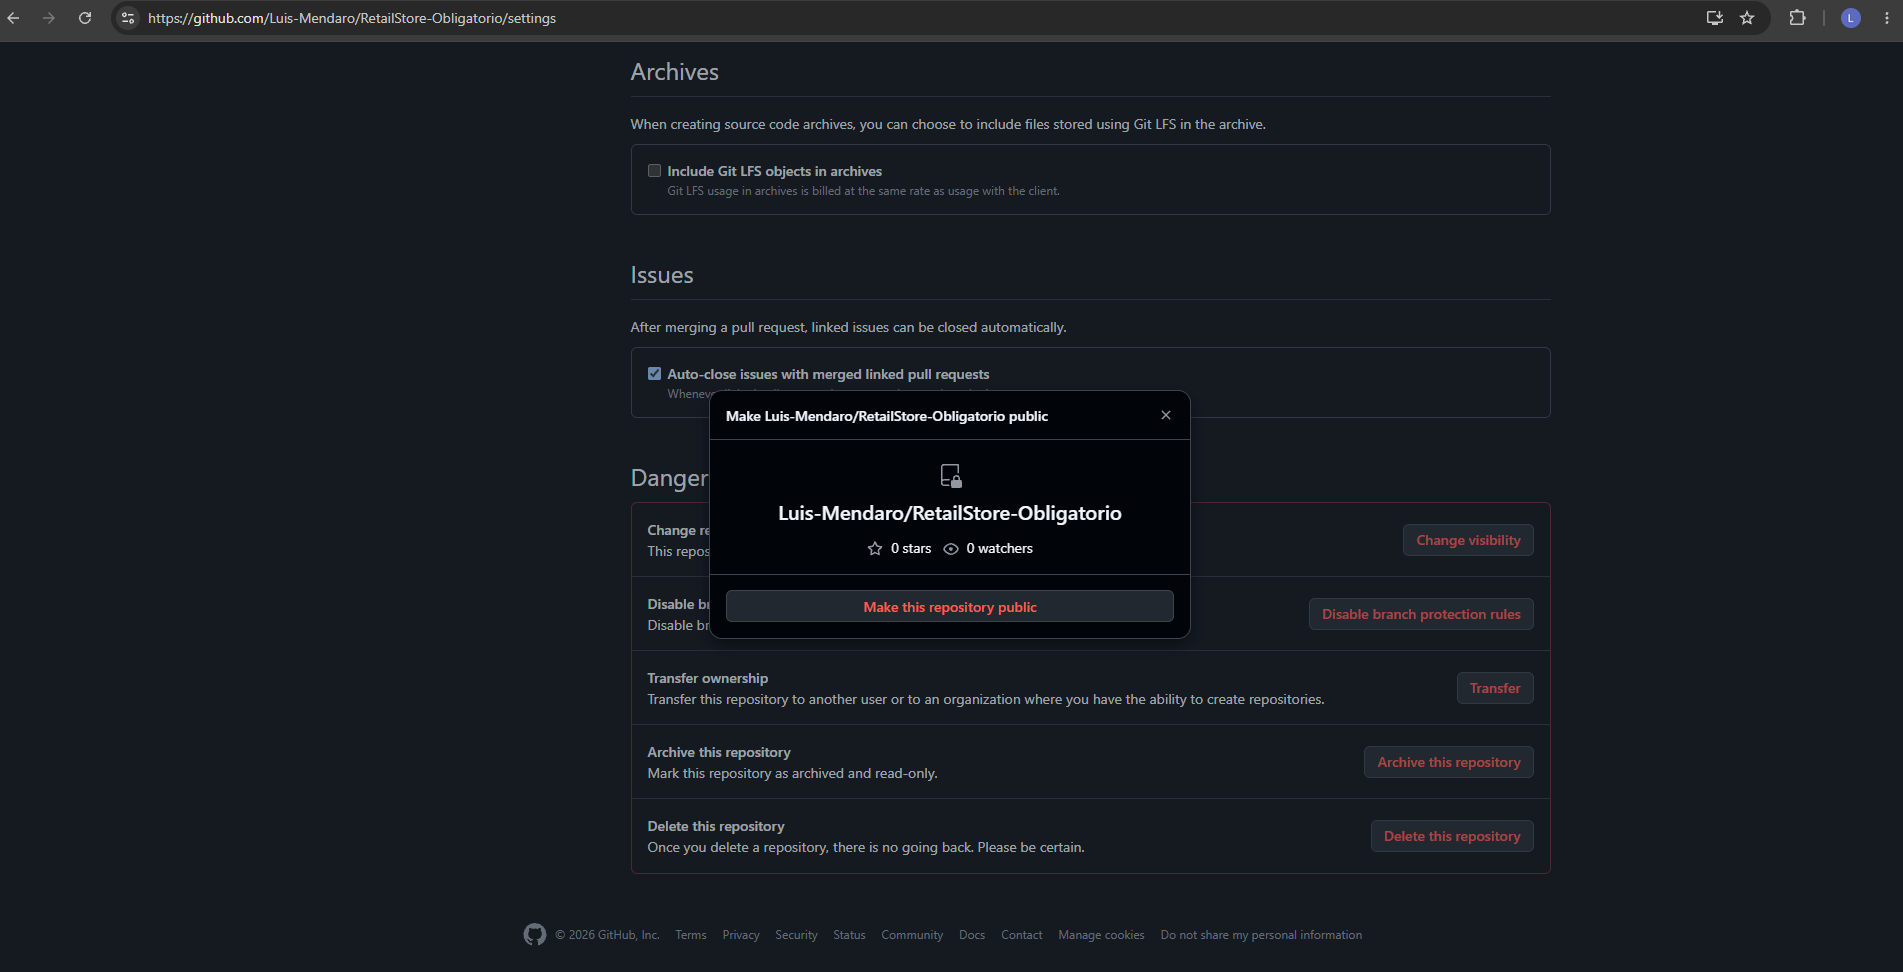 https://github.com/Luis-Mendaro/RetailStore-Obligatorio/settings
L
Archives
When creating source code archives, you can choose to include files stored using Git LFS in the archive.
Include Git LFS objects in archives
Git LFS usage in archives is billed at the same rate as usage with the client.
Issues
After merging a pull request, linked issues can be closed automatically.
Auto-close issues with merged linked pull requests
Make Luis-Mendaro/RetailStore-Obligatorio public
Luis-Mendaro/RetailStore-Obligatorio
0 stars 0 watchers
Make this repository public
Danger
Change
This
Change visibility
Disable
Disable
Disable branch protection rules
Transfer ownership
Transfer this repository to another user or to an organization where you have the ability to create repositories.
Transfer
Archive this repository
Mark this repository as archived and read-only.
Archive this repository
Delete this repository
Once you delete a repository, there is no going back. Please be certain.
Delete this repository
© 2026 GitHub, Inc. Terms Privacy Security Status Community Docs Contact Manage cookies Do not share my personal information